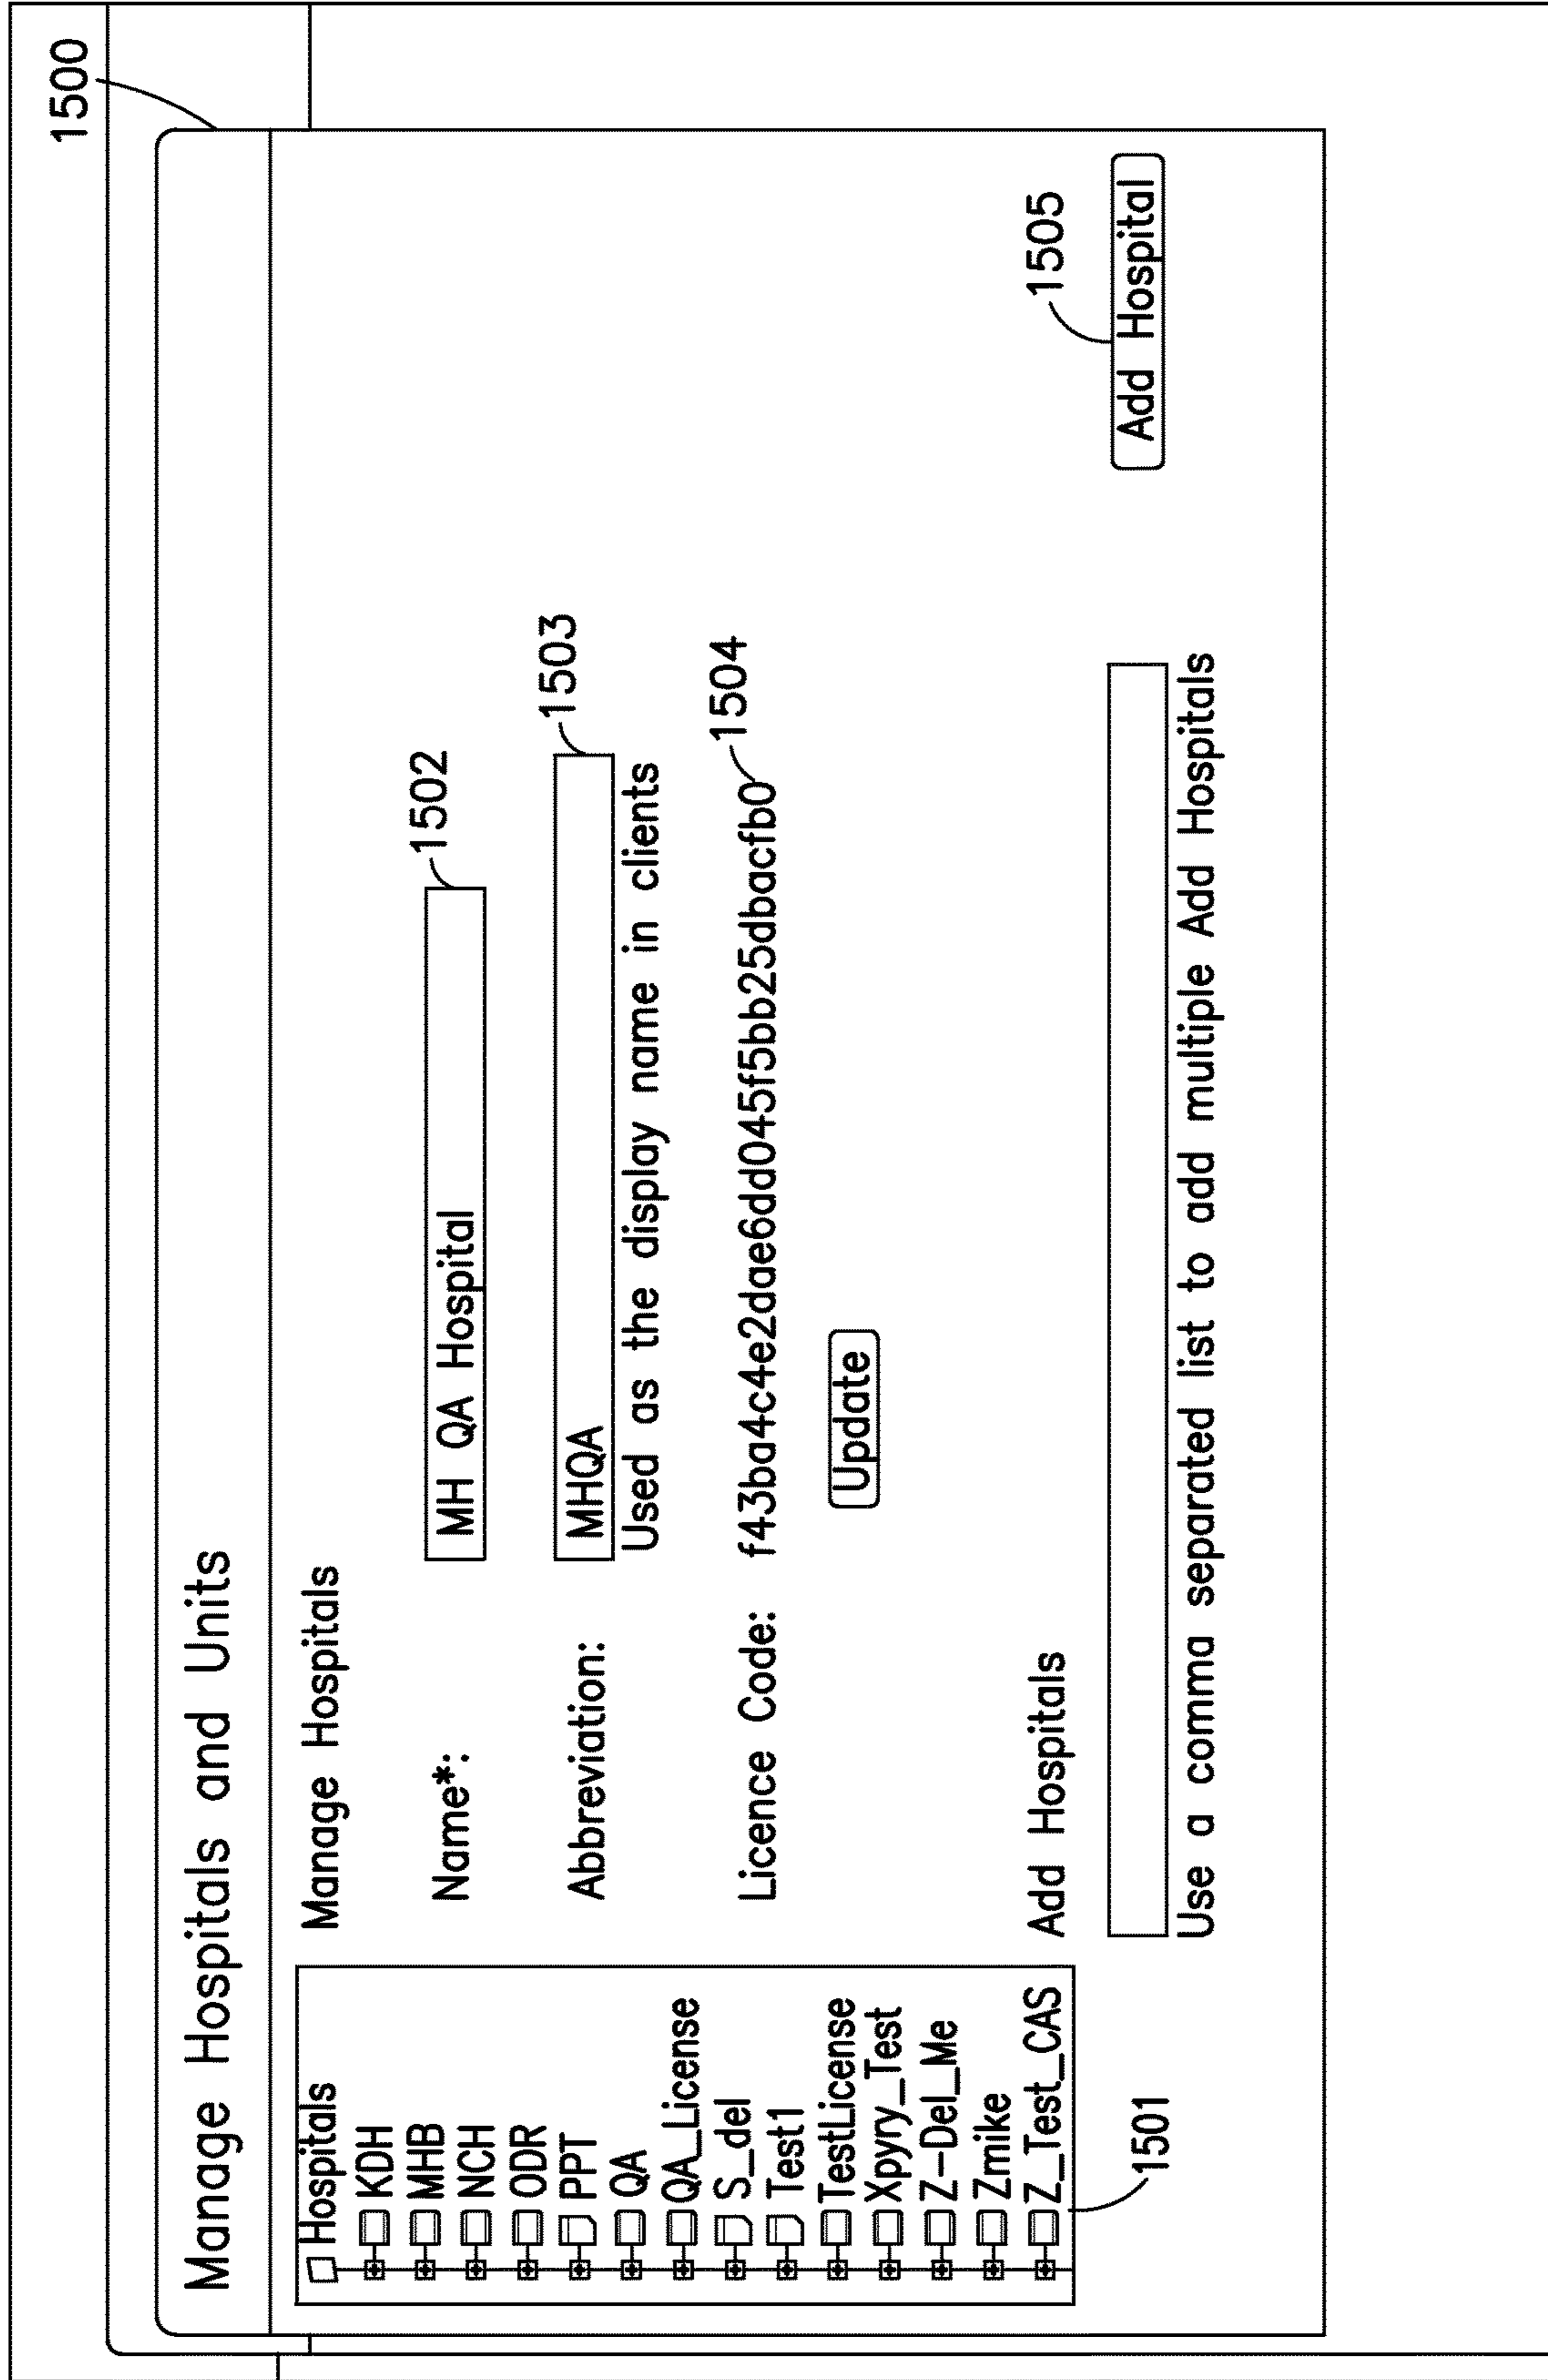 1500
Manage Hospitals and Units
Hospitals
KDH
MHB
NCH
ODR
PPT
QA
QA_License
S_del
Test1
TestLicense
Xpyry_Test
Z-Del_Me
Zmike
Z_Test_CAS
1501
Manage Hospitals
Name*: MH QA Hospital 1502
Abbreviation: MHQA 1503
Used as the display name in clients
Licence Code: f43ba4c4e2dae6dd045f5bb25dbacfb0 1504
Update
Add Hospitals
1505
Add Hospital
Use a comma separated list to add multiple Add Hospitals